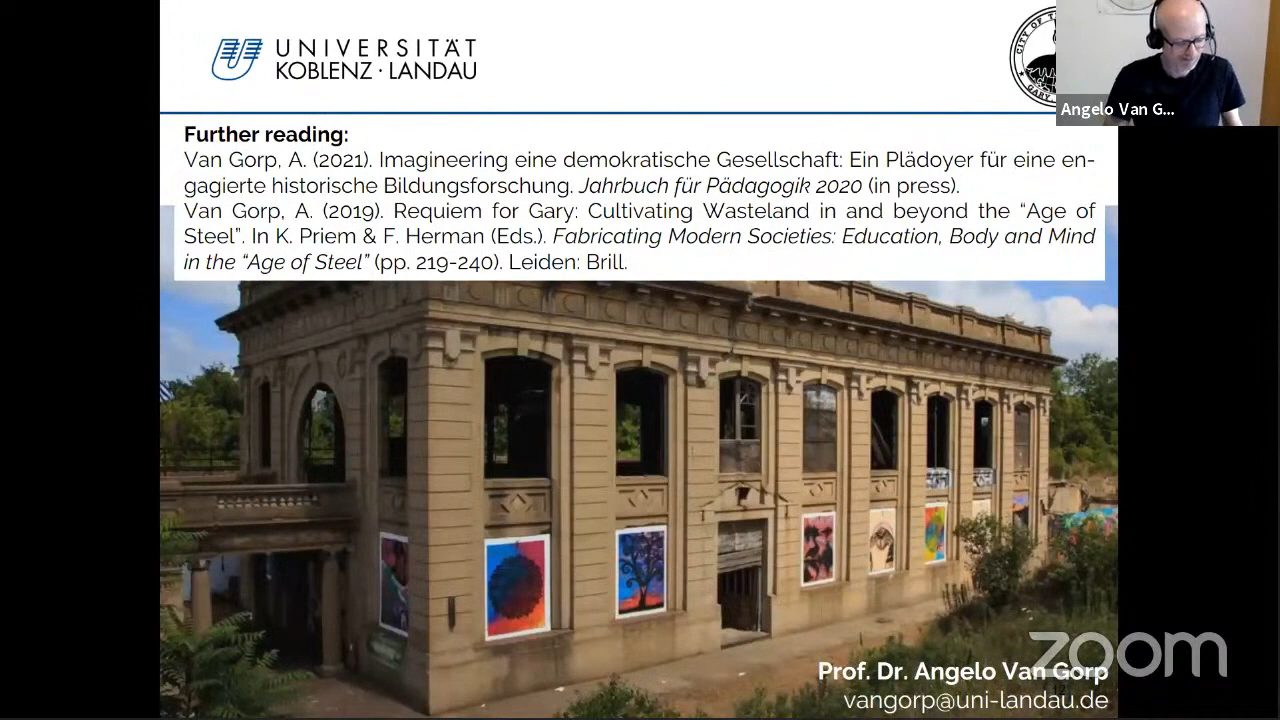 UNIVERSITÄT
KOBLENZ · LANDAU
CITY OF T
GARY,
Angelo Van G...
Further reading:
Van Gorp, A. (2021). Imagineering eine demokratische Gesellschaft: Ein Plädoyer für eine en-
gagierte historische Bildungsforschung. Jahrbuch für Pädagogik 2020 (in press).
Van Gorp, A. (2019). Requiem for Gary: Cultivating Wasteland in and beyond the “Age of
Steel”. In K. Priem & F. Herman (Eds.). Fabricating Modern Societies: Education, Body and Mind
in the “Age of Steel” (pp. 219-240). Leiden: Brill.
zoom
Prof. Dr. Angelo Van Gorp
vangorp@uni-landau.de